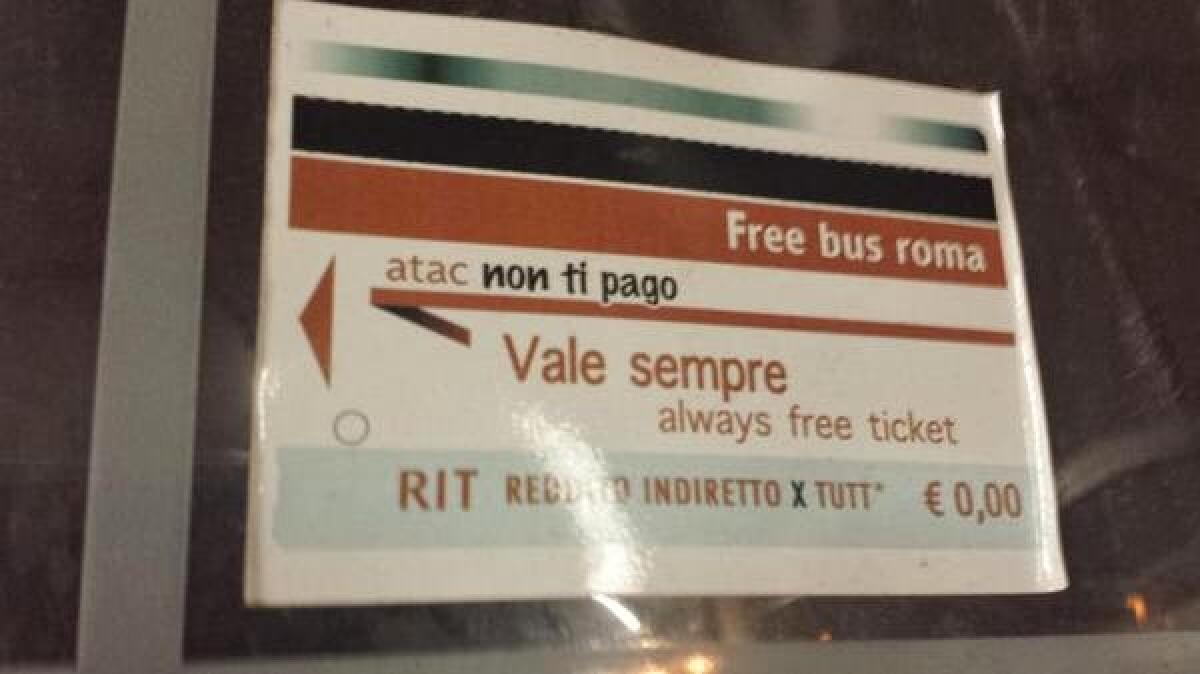 Free bus roma
atac non ti pago
Vale sempre
always free ticket
RIT INDIRETTO X TUTT* € 0,00